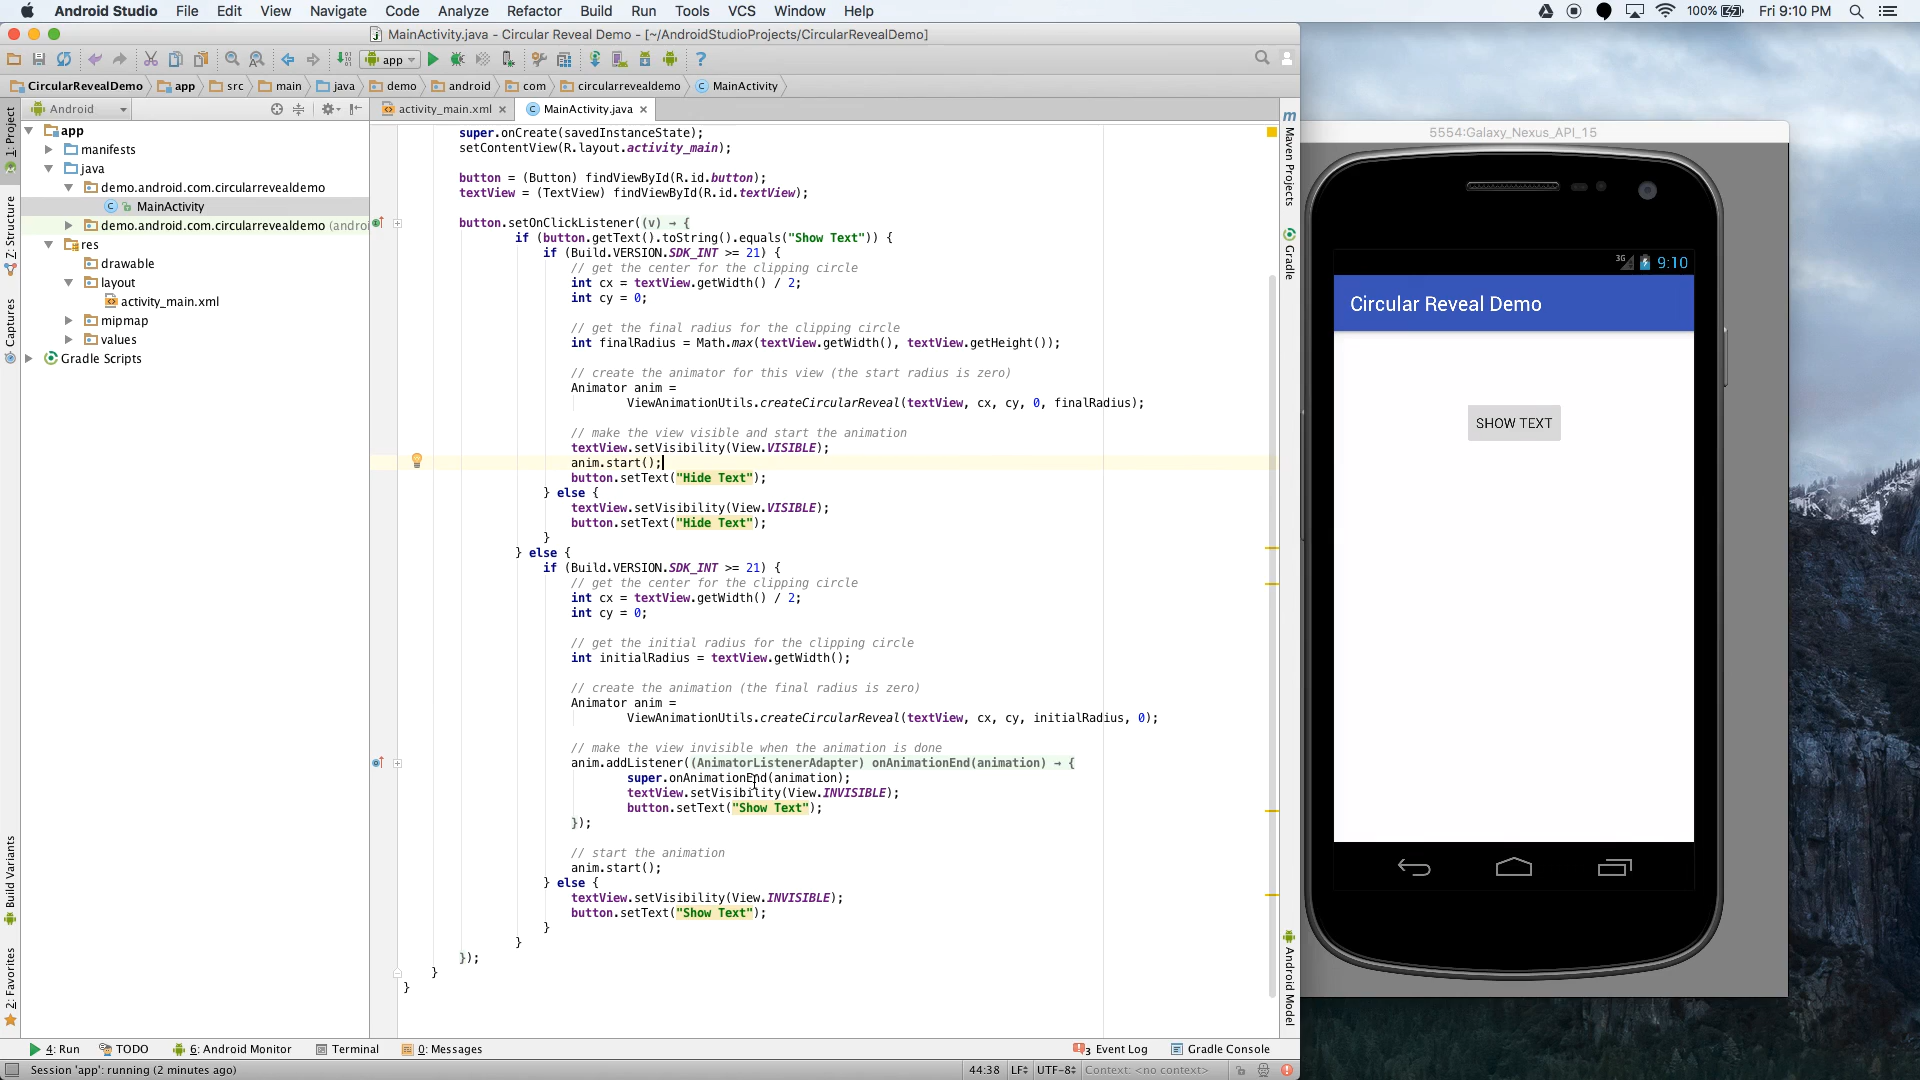 Android Studio File Edit View Navigate Code Analyze Refactor Build Run Tools VCS Window Help 100% Fri 9:10 PM
MainActivity.java - Circular Reveal Demo - [~/AndroidStudioProjects/CircularRevealDemo]
app
CircularRevealDemo app src main java demo android com circularrevealdemo MainActivity
Android
activity_main.xml
MainActivity.java
1: Project
Z: Structure
Captures
Build Variants
2: Favorites
app
manifests
java
demo.android.com.circularrevealdemo
MainActivity
demo.android.com.circularrevealdemo (androi
res
drawable
layout
activity_main.xml
mipmap
values
Gradle Scripts
super.onCreate(savedInstanceState);
setContentView(R.layout.activity_main);
button = (Button) findViewById(R.id.button);
textView = (TextView) findViewById(R.id.textView);
button.setOnClickListener((v) → {
if (button.getText().toString().equals("Show Text")) {
if (Build.VERSION.SDK_INT >= 21) {
// get the center for the clipping circle
int cx = textView.getWidth() / 2;
int cy = 0;
// get the final radius for the clipping circle
int finalRadius = Math.max(textView.getWidth(), textView.getHeight());
// create the animator for this view (the start radius is zero)
Animator anim =
ViewAnimationUtils.createCircularReveal(textView, cx, cy, 0, finalRadius);
// make the view visible and start the animation
textView.setVisibility(View.VISIBLE);
anim.start();
button.setText("Hide Text");
} else {
textView.setVisibility(View.VISIBLE);
button.setText("Hide Text");
}
} else {
if (Build.VERSION.SDK_INT >= 21) {
// get the center for the clipping circle
int cx = textView.getWidth() / 2;
int cy = 0;
// get the initial radius for the clipping circle
int initialRadius = textView.getWidth();
// create the animation (the final radius is zero)
Animator anim =
ViewAnimationUtils.createCircularReveal(textView, cx, cy, initialRadius, 0);
// make the view invisible when the animation is done
anim.addListener((AnimatorListenerAdapter) onAnimationEnd(animation) → {
super.onAnimationEnd(animation);
textView.setVisibility(View.INVISIBLE);
button.setText("Show Text");
});
// start the animation
anim.start();
} else {
textView.setVisibility(View.INVISIBLE);
button.setText("Show Text");
}
}
});
}
}
Maven Projects
Gradle
Android Model
5554:Galaxy_Nexus_API_15
3G 9:10
Circular Reveal Demo
SHOW TEXT
4: Run TODO 6: Android Monitor Terminal 0: Messages 3 Event Log Gradle Console
Session 'app': running (2 minutes ago) 44:38 LF UTF-8 Context: <no context>